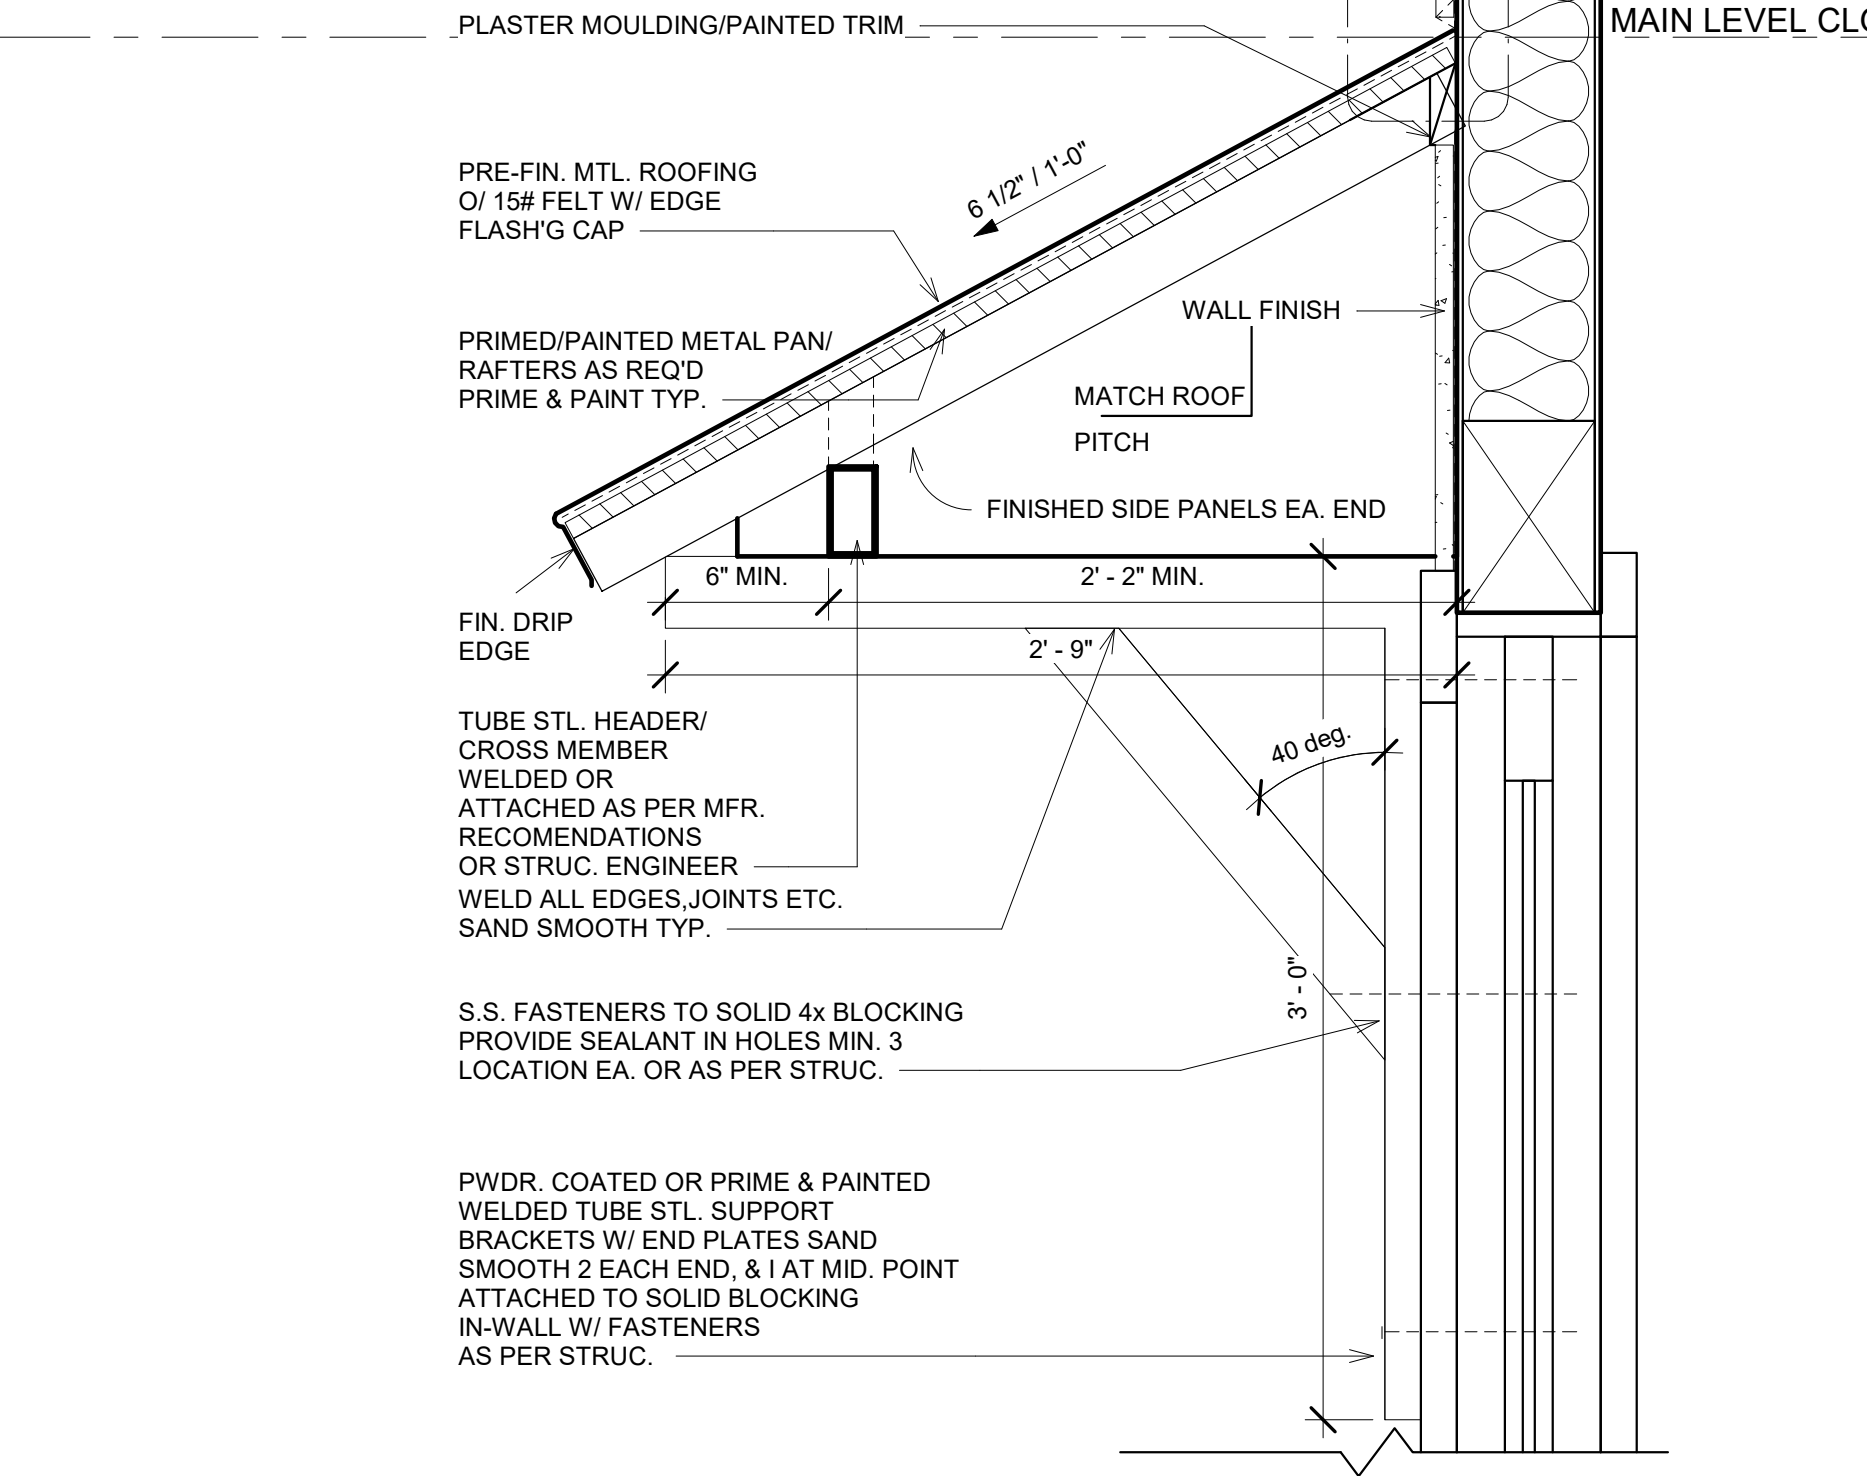 PLASTER MOULDING/PAINTED TRIM
MAIN LEVEL CLO
PRE-FIN. MTL. ROOFING
O/ 15# FELT W/ EDGE
FLASH'G CAP
6 1/2" / 1'-0"
PRIMED/PAINTED METAL PAN/
RAFTERS AS REQ'D
PRIME & PAINT TYP.
WALL FINISH
MATCH ROOF
PITCH
FINISHED SIDE PANELS EA. END
6" MIN.
2' - 2" MIN.
FIN. DRIP
EDGE
2' - 9"
TUBE STL. HEADER/
CROSS MEMBER
WELDED OR
ATTACHED AS PER MFR.
RECOMENDATIONS
OR STRUC. ENGINEER
40 deg.
WELD ALL EDGES,JOINTS ETC.
SAND SMOOTH TYP.
3' - 0"
S.S. FASTENERS TO SOLID 4x BLOCKING
PROVIDE SEALANT IN HOLES MIN. 3
LOCATION EA. OR AS PER STRUC.
PWDR. COATED OR PRIME & PAINTED
WELDED TUBE STL. SUPPORT
BRACKETS W/ END PLATES SAND
SMOOTH 2 EACH END, & I AT MID. POINT
ATTACHED TO SOLID BLOCKING
IN-WALL W/ FASTENERS
AS PER STRUC.